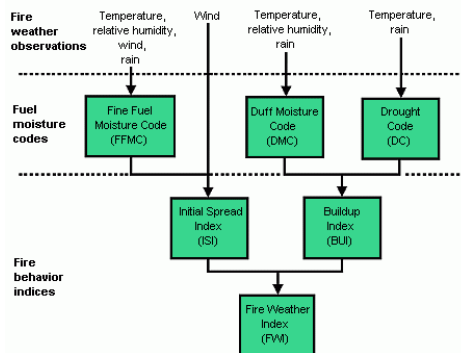 Fire
weather
observations
Temperature,
relative humidity,
wind,
rain
Wind
Temperature,
relative humidity,
rain
Temperature,
rain
Fuel
moisture
codes
Fine Fuel
Moisture Code
(FFMC)
Duff Moisture
Code
(DMC)
Drought
Code
(DC)
Fire
behavior
indices
Initial Spread
Index
(ISI)
Buildup
Index
(BUI)
Fire Weather
Index
(FWI)